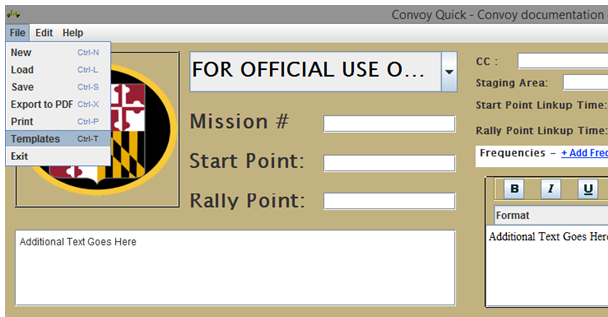 Convoy Quick - Convoy documentation
File Edit Help
New Ctrl-N
Load Ctrl-L
Save Ctrl-S
Export to PDF Ctrl-X
Print Ctrl-P
Templates Ctrl-T
Exit
FOR OFFICIAL USE O...
Mission #
Start Point:
Rally Point:
Additional Text Goes Here
CC :
Staging Area:
Start Point Linkup Time:
Rally Point Linkup Time:
Frequencies – + Add Freq
B I U
Format
Additional Text Goes Here